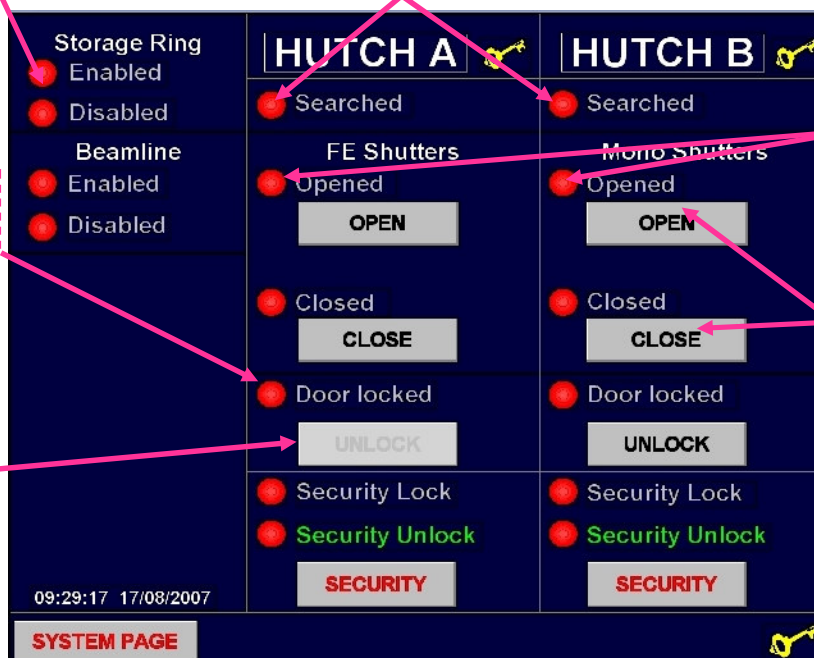 Storage Ring
Enabled
Disabled
Beamline
Enabled
Disabled
09:29:17 17/08/2007
HUTCH A
Searched
FE Shutters
Opened
OPEN
Closed
CLOSE
Door locked
UNLOCK
Security Lock
Security Unlock
SECURITY
HUTCH B
Searched
Mono Shutters
Opened
OPEN
Closed
CLOSE
Door locked
UNLOCK
Security Lock
Security Unlock
SECURITY
SYSTEM PAGE